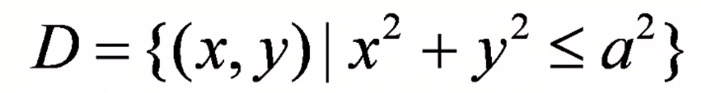 D = {(x, y) | x² + y² ≤ a²}